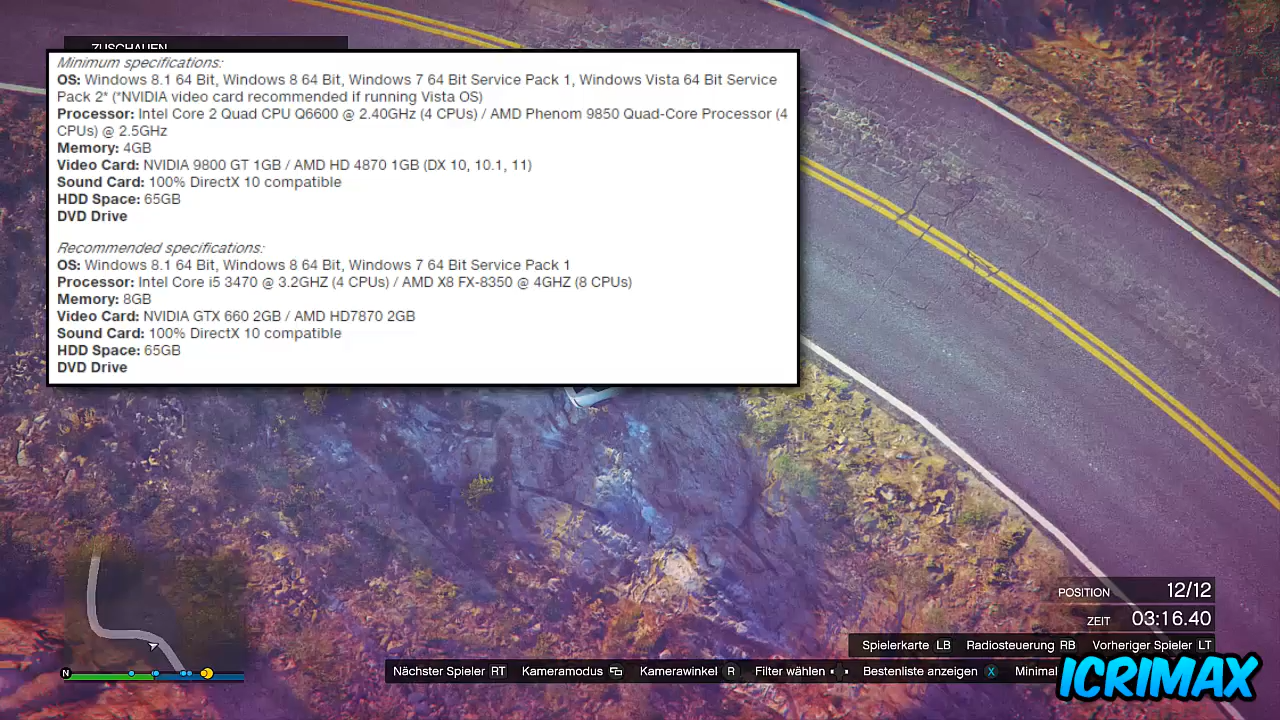 ZUSCHAUEN
Minimum specifications:
OS: Windows 8.1 64 Bit, Windows 8 64 Bit, Windows 7 64 Bit Service Pack 1, Windows Vista 64 Bit Service
Pack 2* (*NVIDIA video card recommended if running Vista OS)
Processor: Intel Core 2 Quad CPU Q6600 @ 2.40GHz (4 CPUs) / AMD Phenom 9850 Quad-Core Processor (4
CPUs) @ 2.5GHz
Memory: 4GB
Video Card: NVIDIA 9800 GT 1GB / AMD HD 4870 1GB (DX 10, 10.1, 11)
Sound Card: 100% DirectX 10 compatible
HDD Space: 65GB
DVD Drive
Recommended specifications:
OS: Windows 8.1 64 Bit, Windows 8 64 Bit, Windows 7 64 Bit Service Pack 1
Processor: Intel Core i5 3470 @ 3.2GHZ (4 CPUs) / AMD X8 FX-8350 @ 4GHZ (8 CPUs)
Memory: 8GB
Video Card: NVIDIA GTX 660 2GB / AMD HD7870 2GB
Sound Card: 100% DirectX 10 compatible
HDD Space: 65GB
DVD Drive
POSITION 12/12
ZEIT 03:16.40
Spielerkarte LB Radiosteuerung RB Vorheriger Spieler LT
N
Nächster Spieler RT Kameramodus Kamerawinkel R Filter wählen Bestenliste anzeigen X Minimal
ICRIMAX